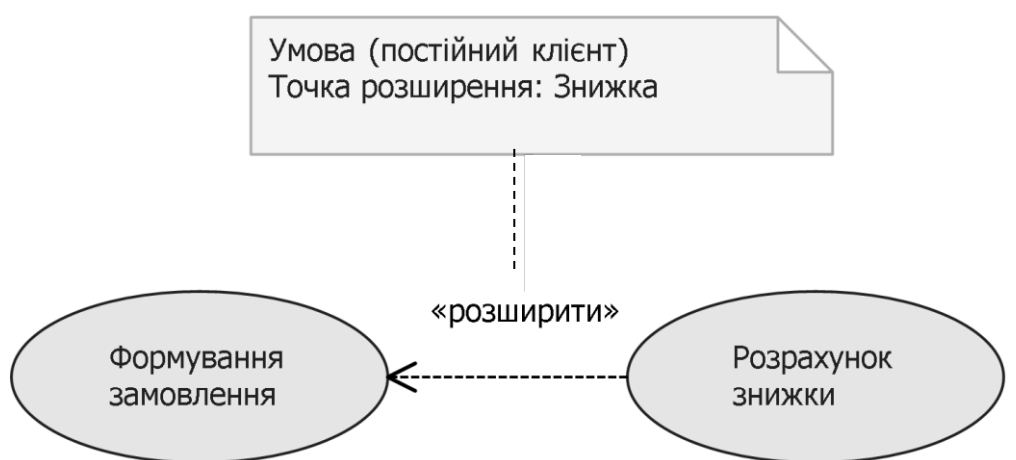 Умова (постійний клієнт)
Точка розширення: Знижка
«розширити»
Формування
замовлення
Розрахунок
знижки